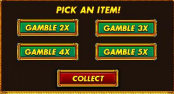 PICK AN ITEM!
GAMBLE 2X GAMBLE 3X
GAMBLE 4X GAMBLE 5X
COLLECT